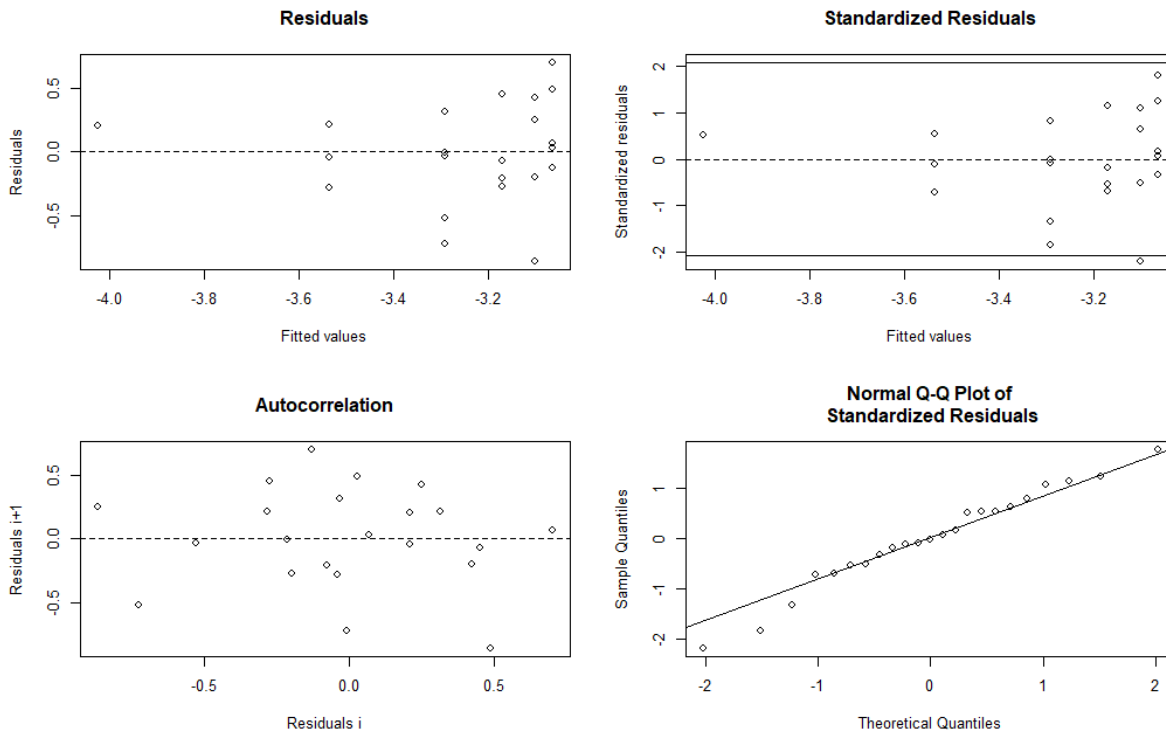 Residuals
Residuals
0.5
0.0
-0.5
-4.0 -3.8 -3.6 -3.4 -3.2
Fitted values
Standardized Residuals
Standardized residuals
2
1
0
-1
-2
-4.0 -3.8 -3.6 -3.4 -3.2
Fitted values
Autocorrelation
Residuals i+1
0.5
0.0
-0.5
-0.5 0.0 0.5
Residuals i
Normal Q-Q Plot of
Standardized Residuals
Sample Quantiles
1
0
-1
-2
-2 -1 0 1 2
Theoretical Quantiles